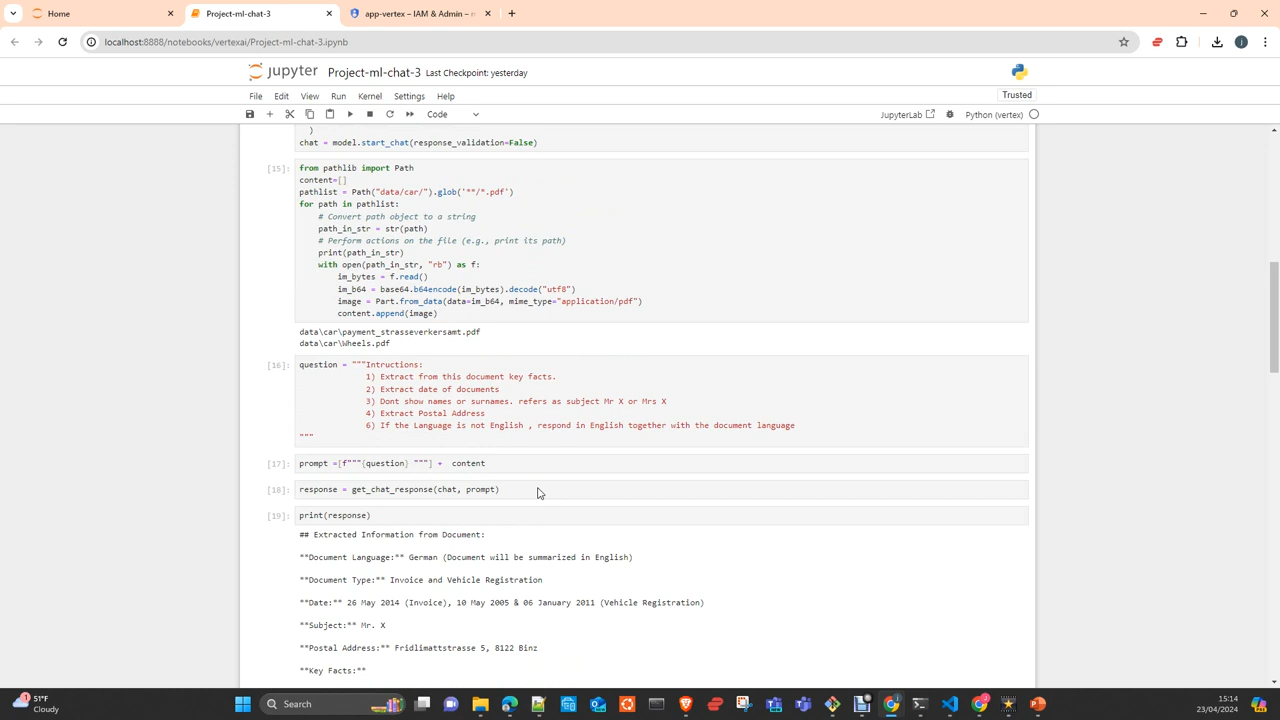 Home
Project-ml-chat-3
app-vertex – IAM & Admin –
localhost:8888/notebooks/vertexai/Project-ml-chat-3.ipynb
jupyter Project-ml-chat-3 Last Checkpoint: yesterday
File Edit View Run Kernel Settings Help
Trusted
Code
JupyterLab
Python (vertex)
)
chat = model.start_chat(response_validation=False)
[15]:
from pathlib import Path
content=[]
pathlist = Path("data/car/").glob('**/*.pdf')
for path in pathlist:
# Convert path object to a string
path_in_str = str(path)
# Perform actions on the file (e.g., print its path)
print(path_in_str)
with open(path_in_str, "rb") as f:
im_bytes = f.read()
im_b64 = base64.b64encode(im_bytes).decode("utf8")
image = Part.from_data(data=im_b64, mime_type="application/pdf")
content.append(image)
data\car\payment_strasseverkersamt.pdf
data\car\Wheels.pdf
[16]:
question = """Intructions:
1) Extract from this document key facts.
2) Extract date of documents
3) Dont show names or surnames. refers as subject Mr X or Mrs X
4) Extract Postal Address
6) If the Language is not English , respond in English together with the document language
"""
[17]:
prompt =[f"""{question} """] + content
[18]:
response = get_chat_response(chat, prompt)
[19]:
print(response)
## Extracted Information from Document:
**Document Language:** German (Document will be summarized in English)
**Document Type:** Invoice and Vehicle Registration
**Date:** 26 May 2014 (Invoice), 10 May 2005 & 06 January 2011 (Vehicle Registration)
**Subject:** Mr. X
**Postal Address:** Fridlimattstrasse 5, 8122 Binz
**Key Facts:**
51°F
Cloudy
Search
15:14
23/04/2024